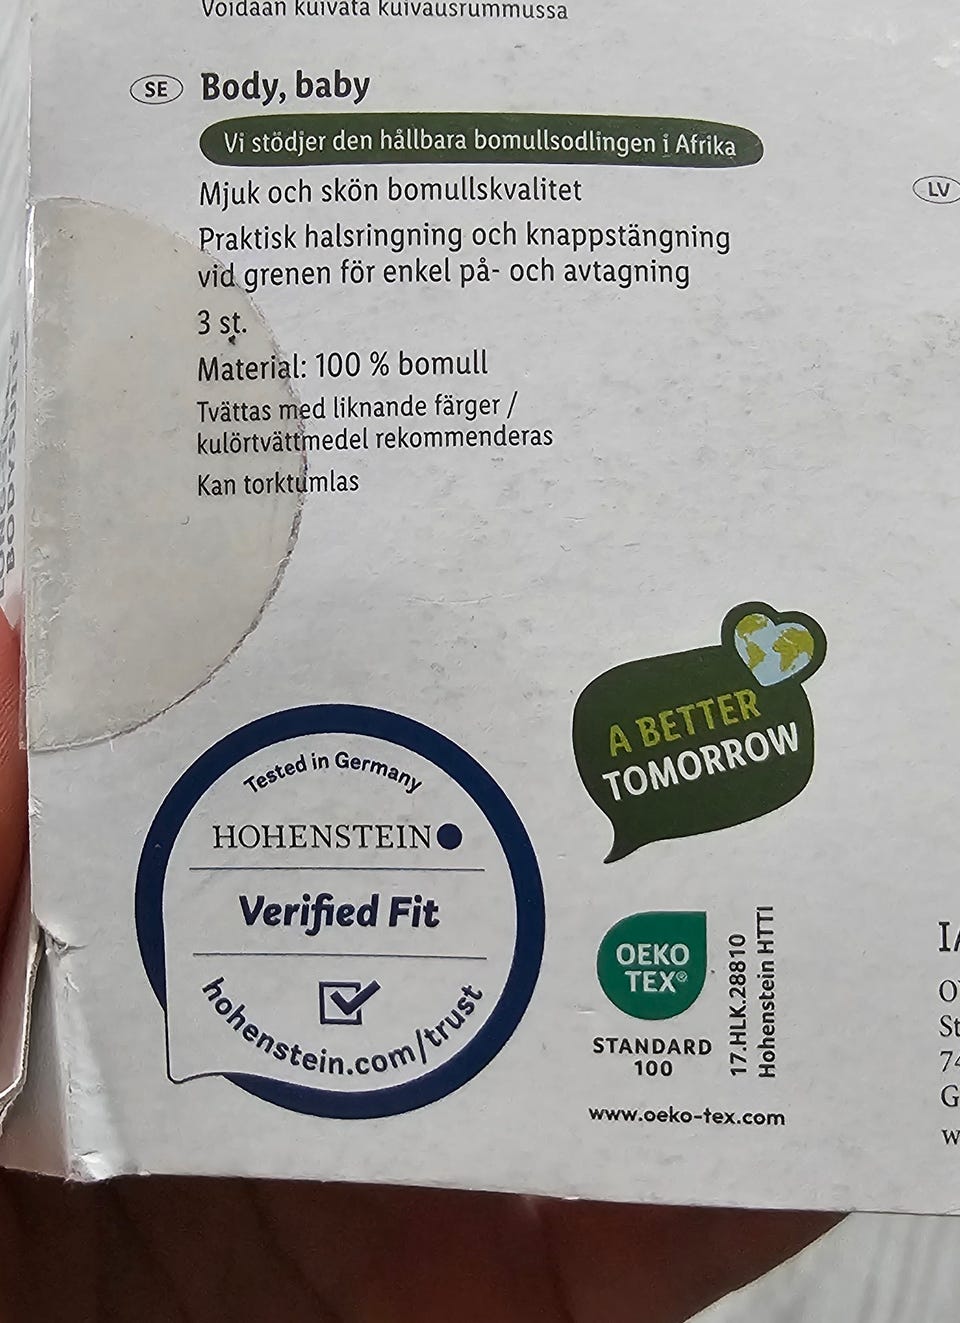 Voidaan kuivata kuivausrummussa
SE Body, baby
Vi stödjer den hållbara bomullsodlingen i Afrika
Mjuk och skön bomullskvalitet
Praktisk halsringning och knappstängning
vid grenen för enkel på- och avtagning
3 st.
Material: 100 % bomull
Tvättas med liknande färger /
kulörtvättmedel rekommenderas
Kan torktumlas
LV
A BETTER
TOMORROW
Tested in Germany
HOHENSTEIN
Verified Fit
hohenstein.com/trust
OEKO
TEX®
STANDARD
100
17.HLK.28810
Hohenstein HTTI
www.oeko-tex.com